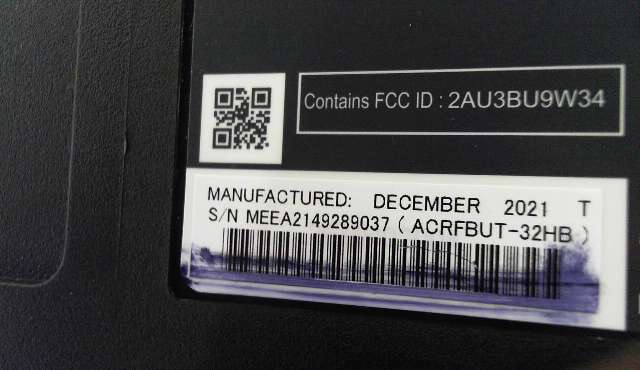 Contains FCC ID : 2AU3BU9W34
MANUFACTURED: DECEMBER 2021 T
S/N MEEA2149289037 ( ACRFBUT-32HB )